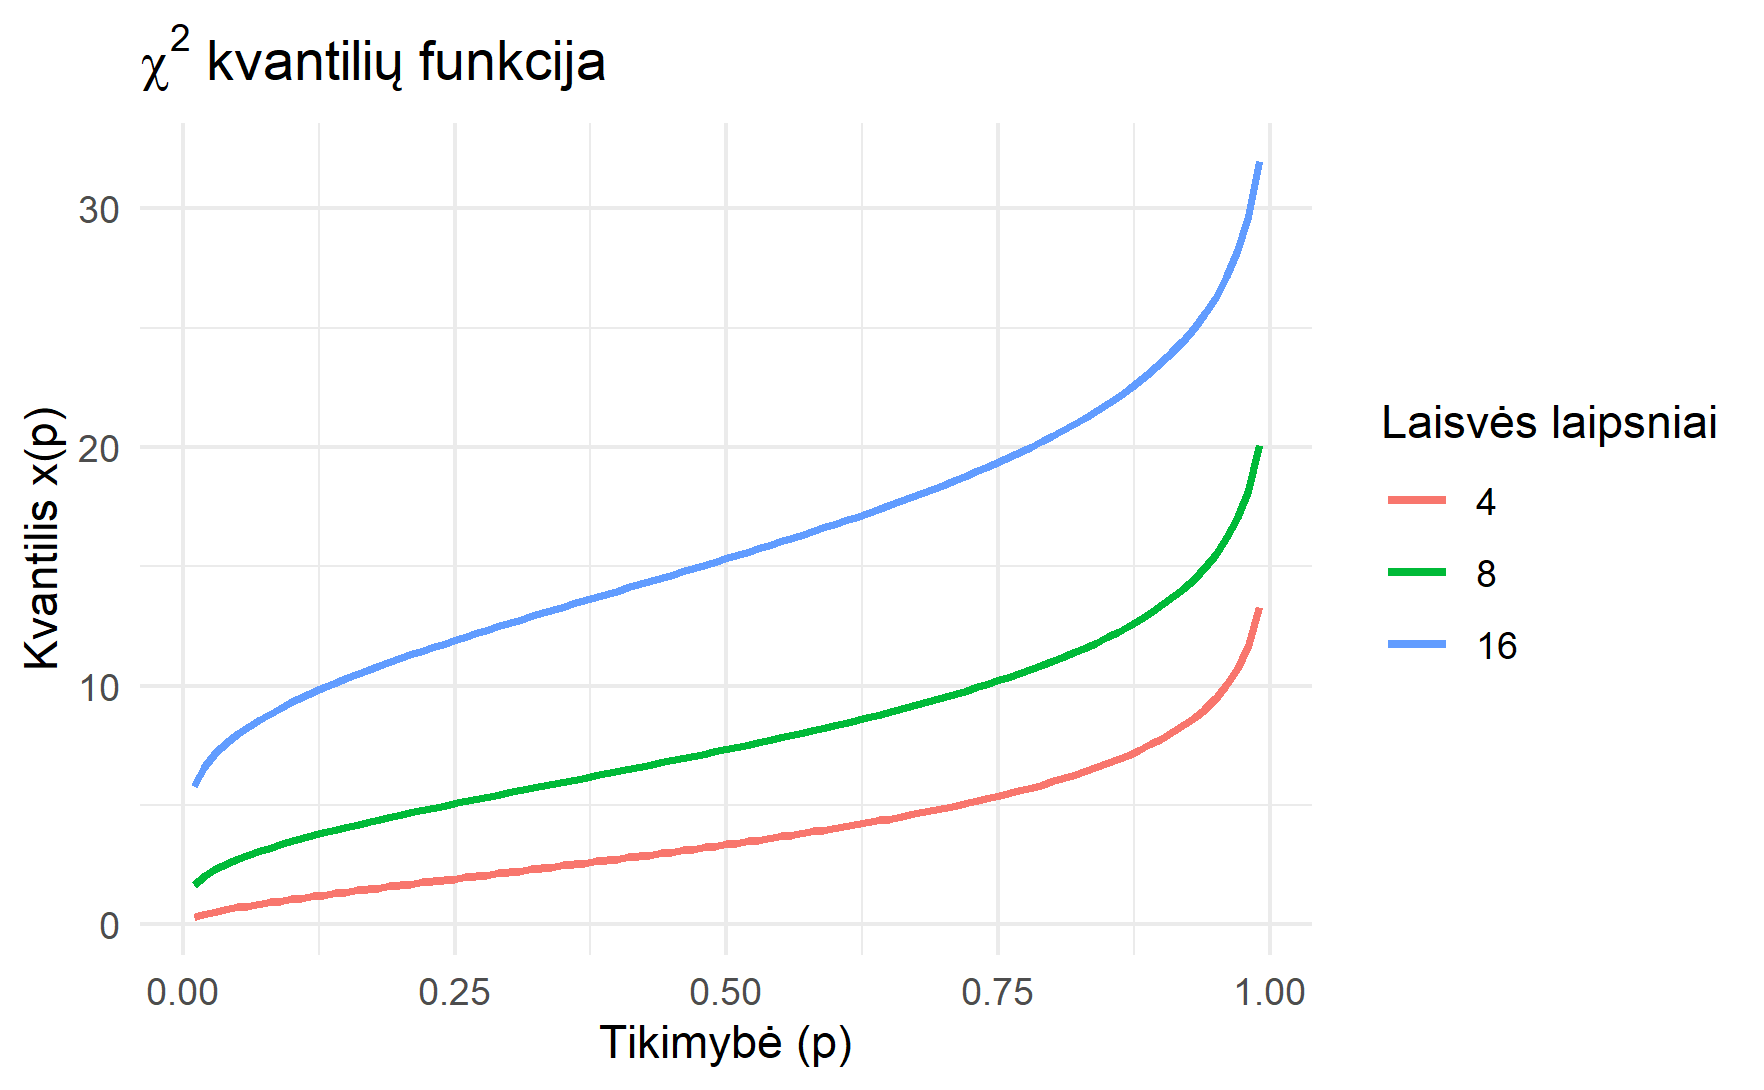 χ² kvantilių funkcija
Kvantilis x(p)
30
20
10
0
0.00 0.25 0.50 0.75 1.00
Tikimybė (p)
Laisvės laipsniai
4
8
16